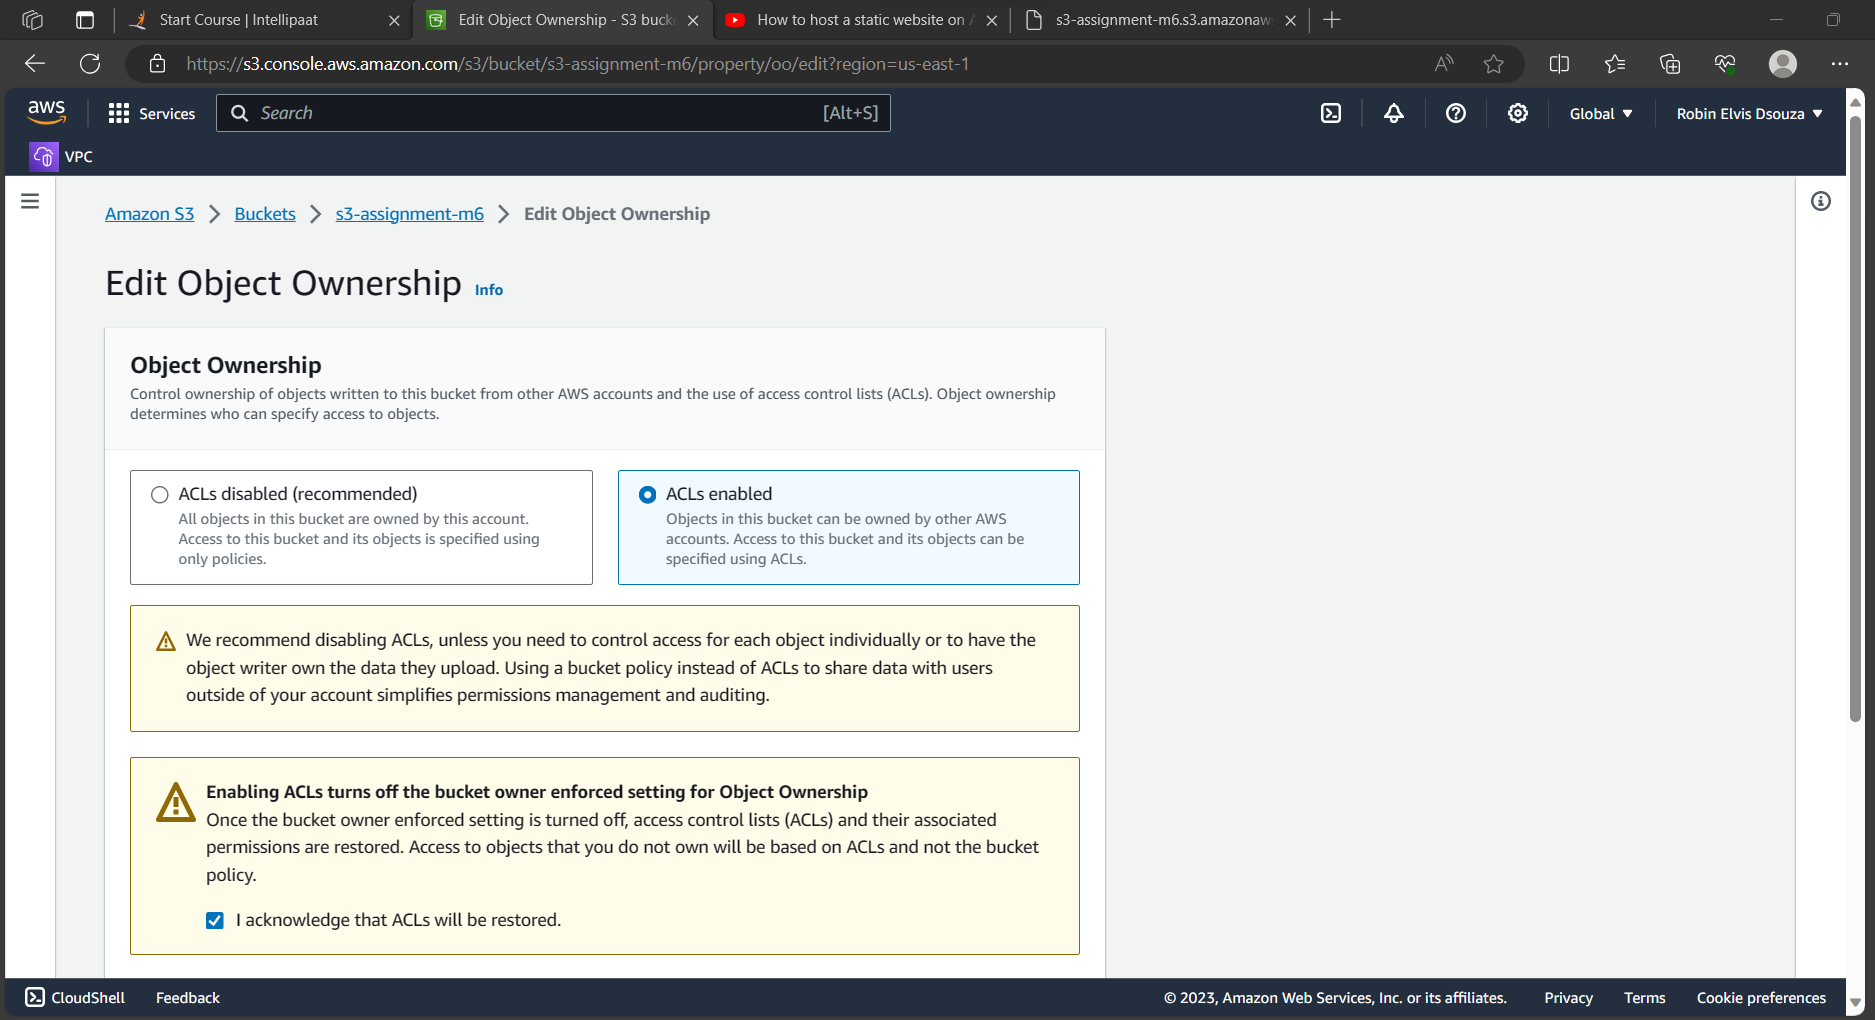 Start Course | Intellipaat
Edit Object Ownership - S3 buck
How to host a static website on A
s3-assignment-m6.s3.amazonaws
https://s3.console.aws.amazon.com/s3/bucket/s3-assignment-m6/property/oo/edit?region=us-east-1
aws
Services
Search
[Alt+S]
Global
Robin Elvis Dsouza
VPC
Amazon S3 > Buckets > s3-assignment-m6 > Edit Object Ownership
Edit Object Ownership Info
Object Ownership
Control ownership of objects written to this bucket from other AWS accounts and the use of access control lists (ACLs). Object ownership
determines who can specify access to objects.
ACLs disabled (recommended)
All objects in this bucket are owned by this account.
Access to this bucket and its objects is specified using
only policies.
ACLs enabled
Objects in this bucket can be owned by other AWS
accounts. Access to this bucket and its objects can be
specified using ACLs.
We recommend disabling ACLs, unless you need to control access for each object individually or to have the
object writer own the data they upload. Using a bucket policy instead of ACLs to share data with users
outside of your account simplifies permissions management and auditing.
Enabling ACLs turns off the bucket owner enforced setting for Object Ownership
Once the bucket owner enforced setting is turned off, access control lists (ACLs) and their associated
permissions are restored. Access to objects that you do not own will be based on ACLs and not the bucket
policy.
I acknowledge that ACLs will be restored.
CloudShell
Feedback
© 2023, Amazon Web Services, Inc. or its affiliates.
Privacy
Terms
Cookie preferences